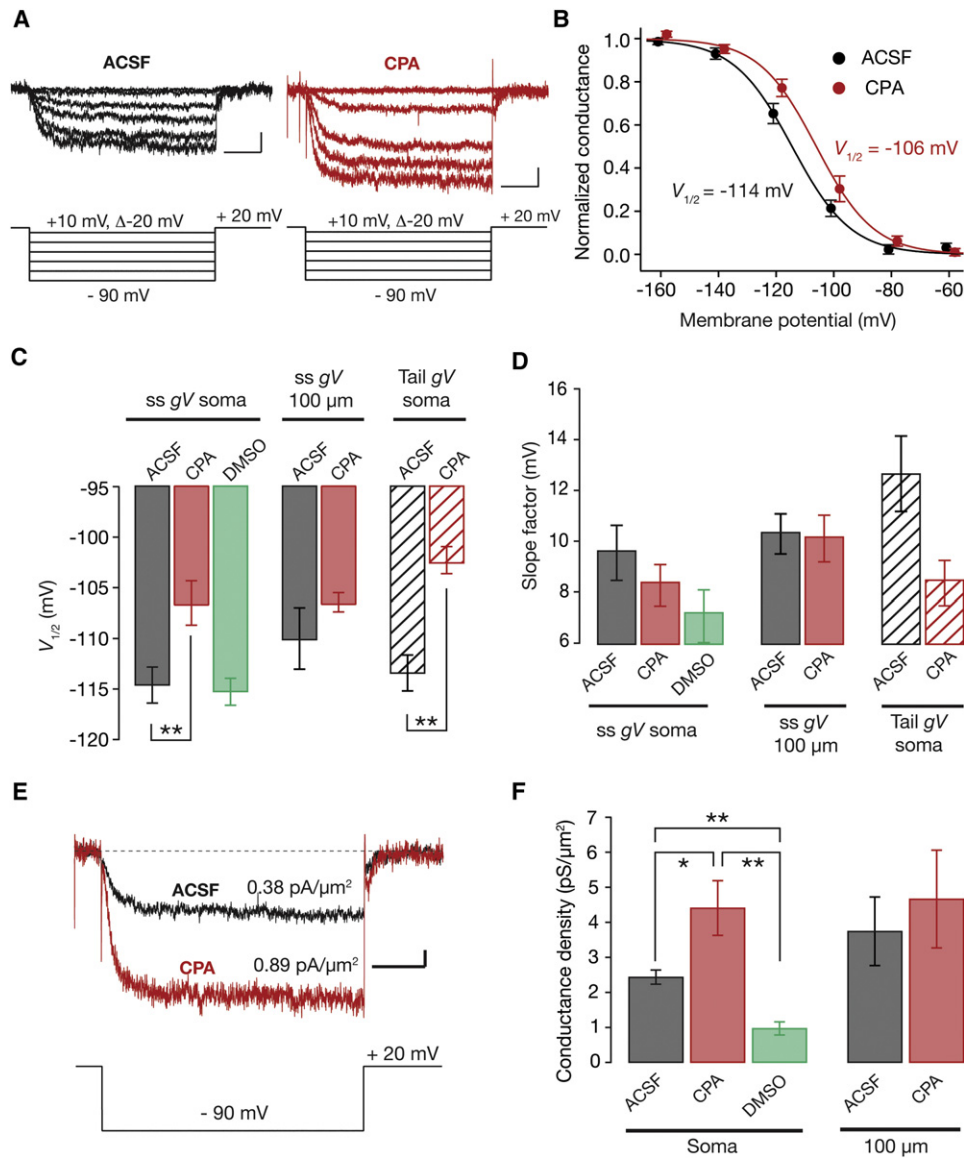 A
ACSF
CPA
+10 mV, Δ-20 mV
+ 20 mV
- 90 mV
+10 mV, Δ-20 mV
+ 20 mV
- 90 mV
B
Normalized conductance
1.0
0.8
0.6
0.4
0.2
0.0
ACSF
CPA
V1/2 = -106 mV
V1/2 = -114 mV
-160 -140 -120 -100 -80 -60
Membrane potential (mV)
C
ss gV soma
ss gV
100 µm
Tail gV
soma
ACSF CPA DMSO ACSF CPA ACSF CPA
V1/2 (mV)
-95
-100
-105
-110
-115
-120
**
**
D
Slope factor (mV)
16
14
12
10
8
6
ACSF CPA DMSO ACSF CPA ACSF CPA
ss gV soma
ss gV
100 µm
Tail gV
soma
E
ACSF
0.38 pA/µm²
CPA
0.89 pA/µm²
+ 20 mV
- 90 mV
F
Conductance density (pS/µm²)
7
6
5
4
3
2
1
0
**
*
**
ACSF CPA DMSO ACSF CPA
Soma
100 µm